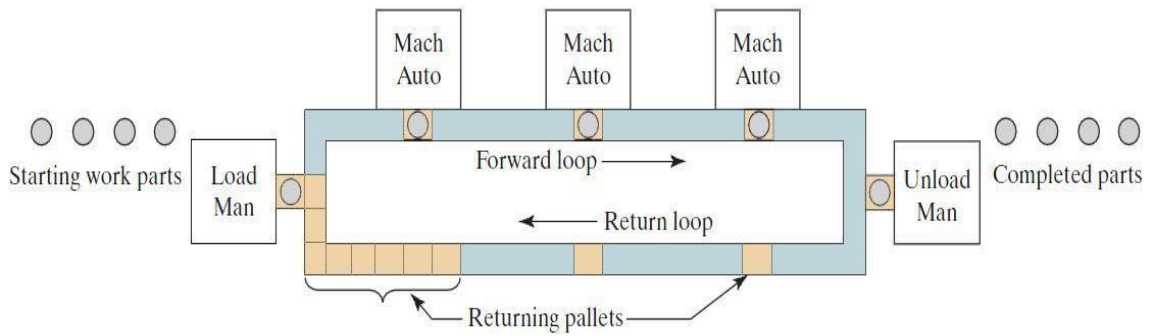 Mach
Auto
Mach
Auto
Mach
Auto
Starting work parts
Load
Man
Forward loop
Return loop
Unload
Man
Completed parts
Returning pallets